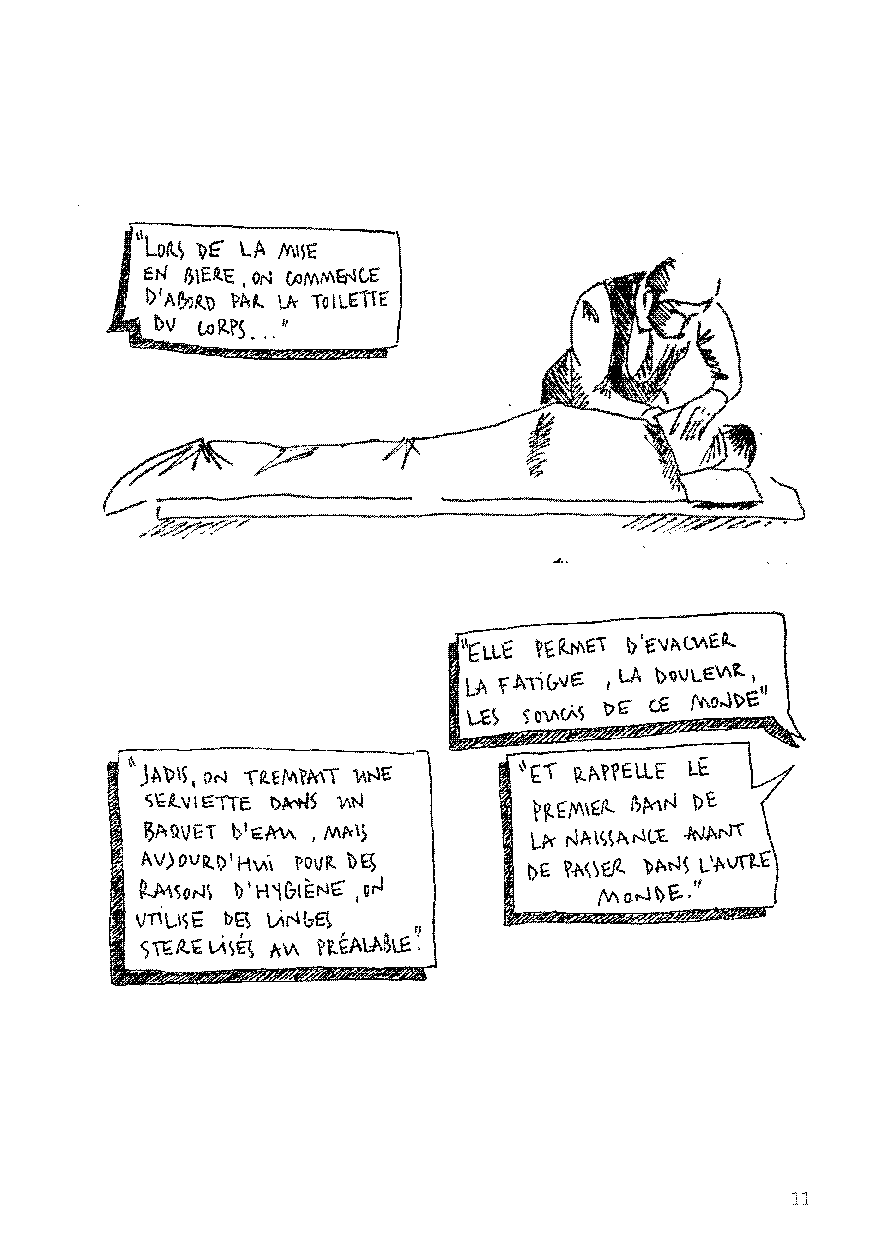 "LORS DE LA MISE
EN BIERE, ON COMMENCE
D'ABORD PAR LA TOILETTE
DU CORPS..."
"ELLE PERMET D'EVACUER
LA FATIGUE , LA DOULEUR,
LES SOUCIS DE CE MONDE"
"ET RAPPELLE LE
PREMIER BAIN DE
LA NAISSANCE AVANT
DE PASSER DANS L'AUTRE
MONDE."
"JADIS, ON TREMPAIT UNE
SERVIETTE DANS UN
BAQUET D'EAU , MAIS
AUJOURD'HUI POUR DES
RAISONS D'HYGIÈNE , ON
UTILISE DES LINGES
STERELISÉS AU PRÉALABLE."
11